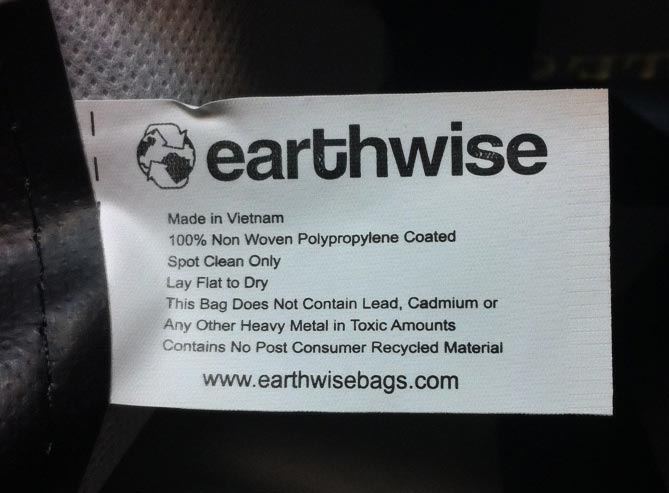 earthwise
Made in Vietnam
100% Non Woven Polypropylene Coated
Spot Clean Only
Lay Flat to Dry
This Bag Does Not Contain Lead, Cadmium or
Any Other Heavy Metal in Toxic Amounts
Contains No Post Consumer Recycled Material
www.earthwisebags.com